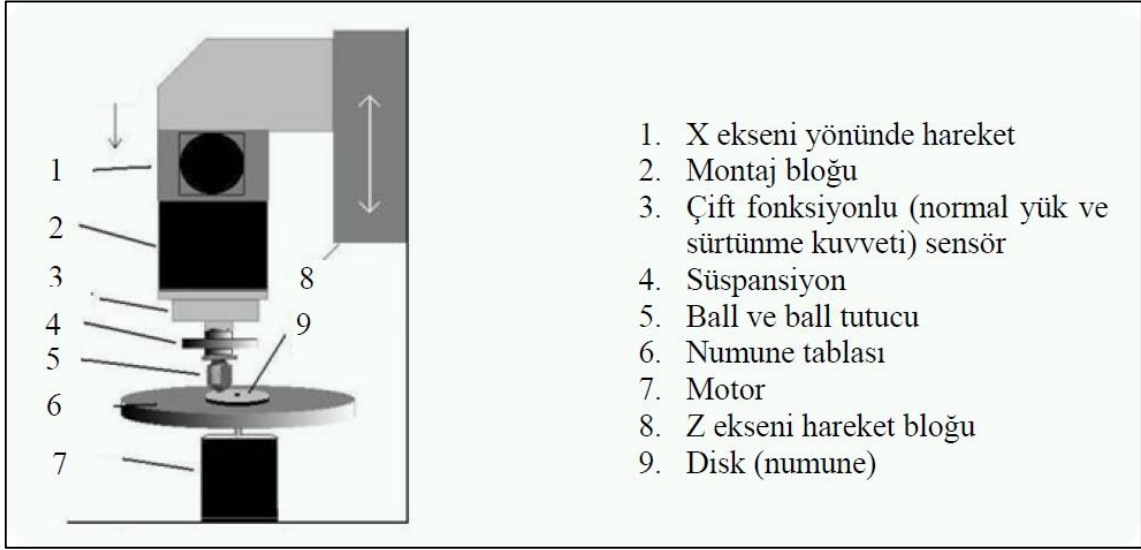 1
2
3
4
5
6
7
8
9
1. X ekseni yönünde hareket
2. Montaj bloğu
3. Çift fonksiyonlu (normal yük ve
sürtünme kuvveti) sensör
4. Süspansiyon
5. Ball ve ball tutucu
6. Numune tablası
7. Motor
8. Z ekseni hareket bloğu
9. Disk (numune)